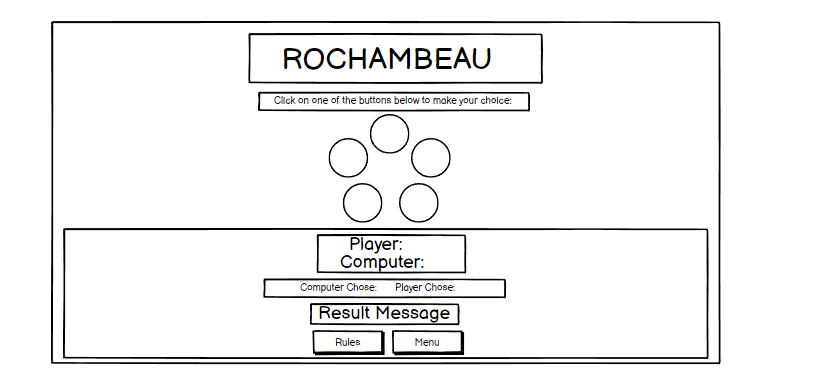 ROCHAMBEAU
Click on one of the buttons below to make your choice:
Player:
Computer:
Computer Chose: Player Chose:
Result Message
Rules Menu